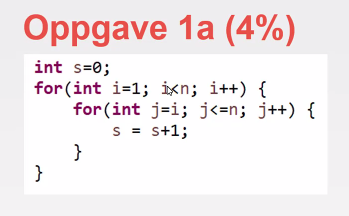 Oppgave 1a (4%)
int s=0;
for(int i=1; i<n; i++) {
for(int j=i; j<=n; j++) {
s = s+1;
}
}